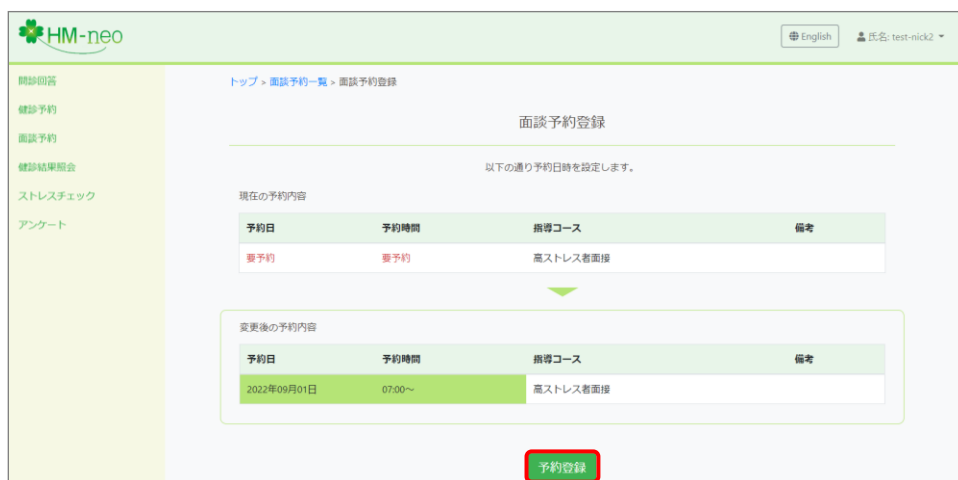 HM-neo
English 氏名: test-nick2
問診回答
健診予約
面談予約
健診結果照会
ストレスチェック
アンケート
トップ > 面談予約一覧 > 面談予約登録
面談予約登録
以下の通り予約日時を設定します。
現在の予約内容
予約日 予約時間 指導コース 備考
要予約 要予約 高ストレス者面接
変更後の予約内容
予約日 予約時間 指導コース 備考
2022年09月01日 07:00～ 高ストレス者面接
予約登録